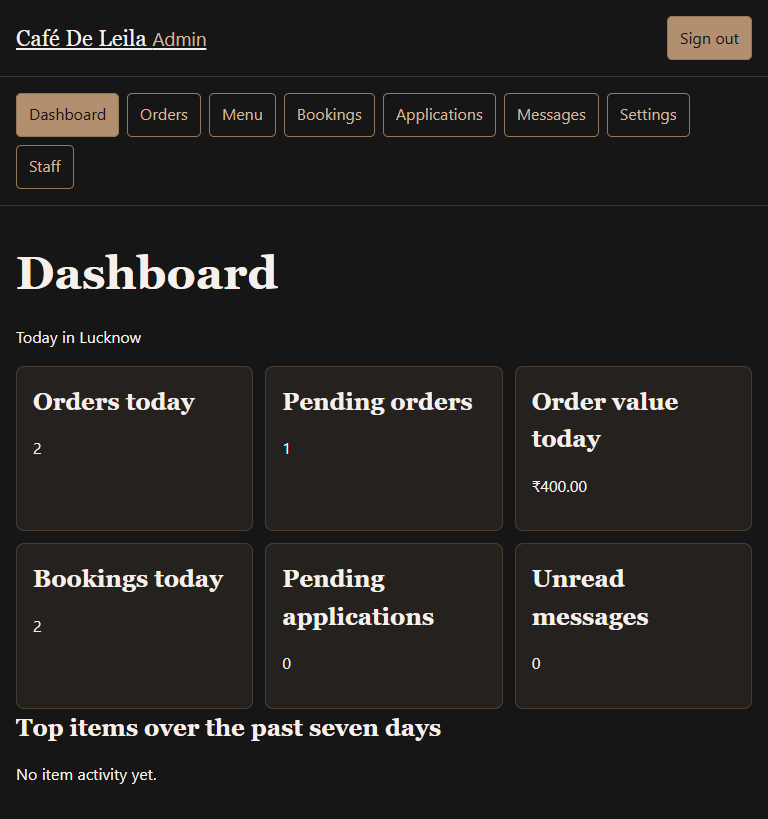 Café De Leila Admin
Sign out
Dashboard
Orders
Menu
Bookings
Applications
Messages
Settings
Staff
Dashboard
Today in Lucknow
Orders today
2
Pending orders
1
Order value
today
₹400.00
Bookings today
2
Pending
applications
0
Unread
messages
0
Top items over the past seven days
No item activity yet.